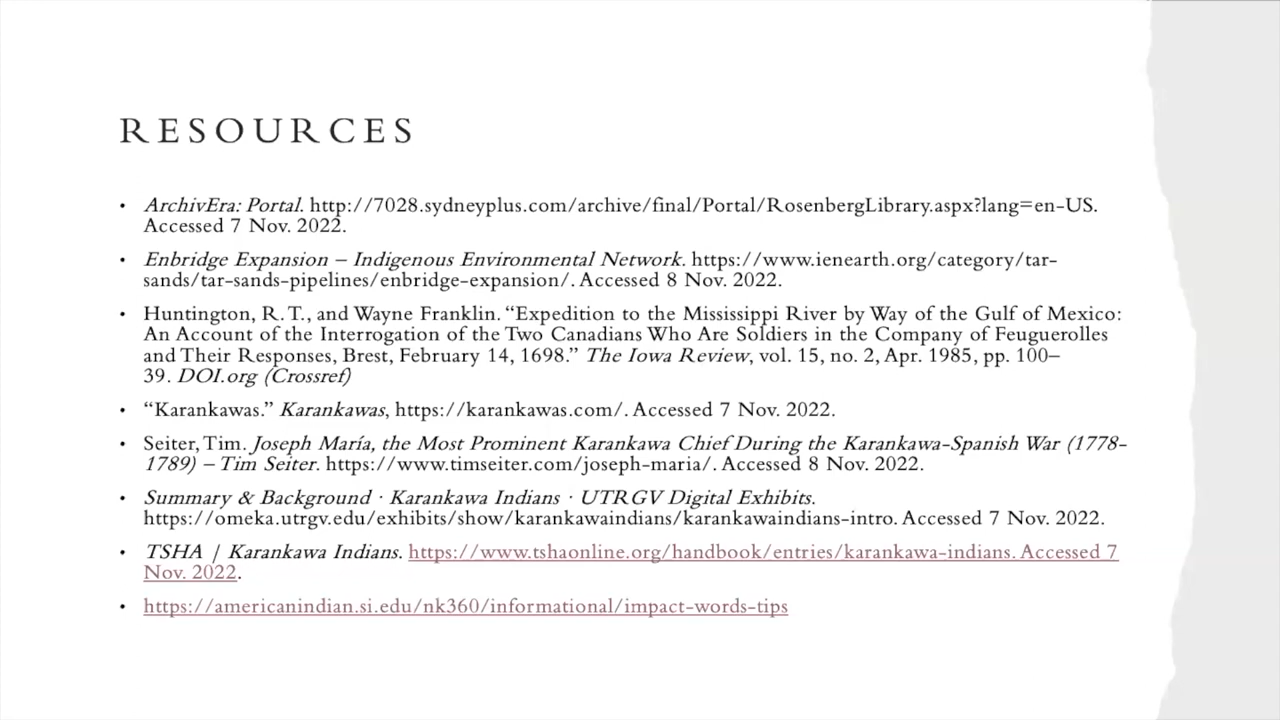 RESOURCES
• ArchivEra: Portal. http://7028.sydneyplus.com/archive/final/Portal/RosenbergLibrary.aspx?lang=en-US.
Accessed 7 Nov. 2022.
• Enbridge Expansion – Indigenous Environmental Network. https://www.ienearth.org/category/tar-
sands/tar-sands-pipelines/enbridge-expansion/. Accessed 8 Nov. 2022.
• Huntington, R. T., and Wayne Franklin. “Expedition to the Mississippi River by Way of the Gulf of Mexico:
An Account of the Interrogation of the Two Canadians Who Are Soldiers in the Company of Feuguerolles
and Their Responses, Brest, February 14, 1698.” The Iowa Review, vol. 15, no. 2, Apr. 1985, pp. 100–
39. DOI.org (Crossref)
• “Karankawas.” Karankawas, https://karankawas.com/. Accessed 7 Nov. 2022.
• Seiter, Tim. Joseph María, the Most Prominent Karankawa Chief During the Karankawa-Spanish War (1778-
1789) – Tim Seiter. https://www.timseiter.com/joseph-maria/. Accessed 8 Nov. 2022.
• Summary & Background · Karankawa Indians · UTRGV Digital Exhibits.
https://omeka.utrgv.edu/exhibits/show/karankawaindians/karankawaindians-intro. Accessed 7 Nov. 2022.
• TSHA | Karankawa Indians. https://www.tshaonline.org/handbook/entries/karankawa-indians. Accessed 7
Nov. 2022.
• https://americanindian.si.edu/nk360/informational/impact-words-tips